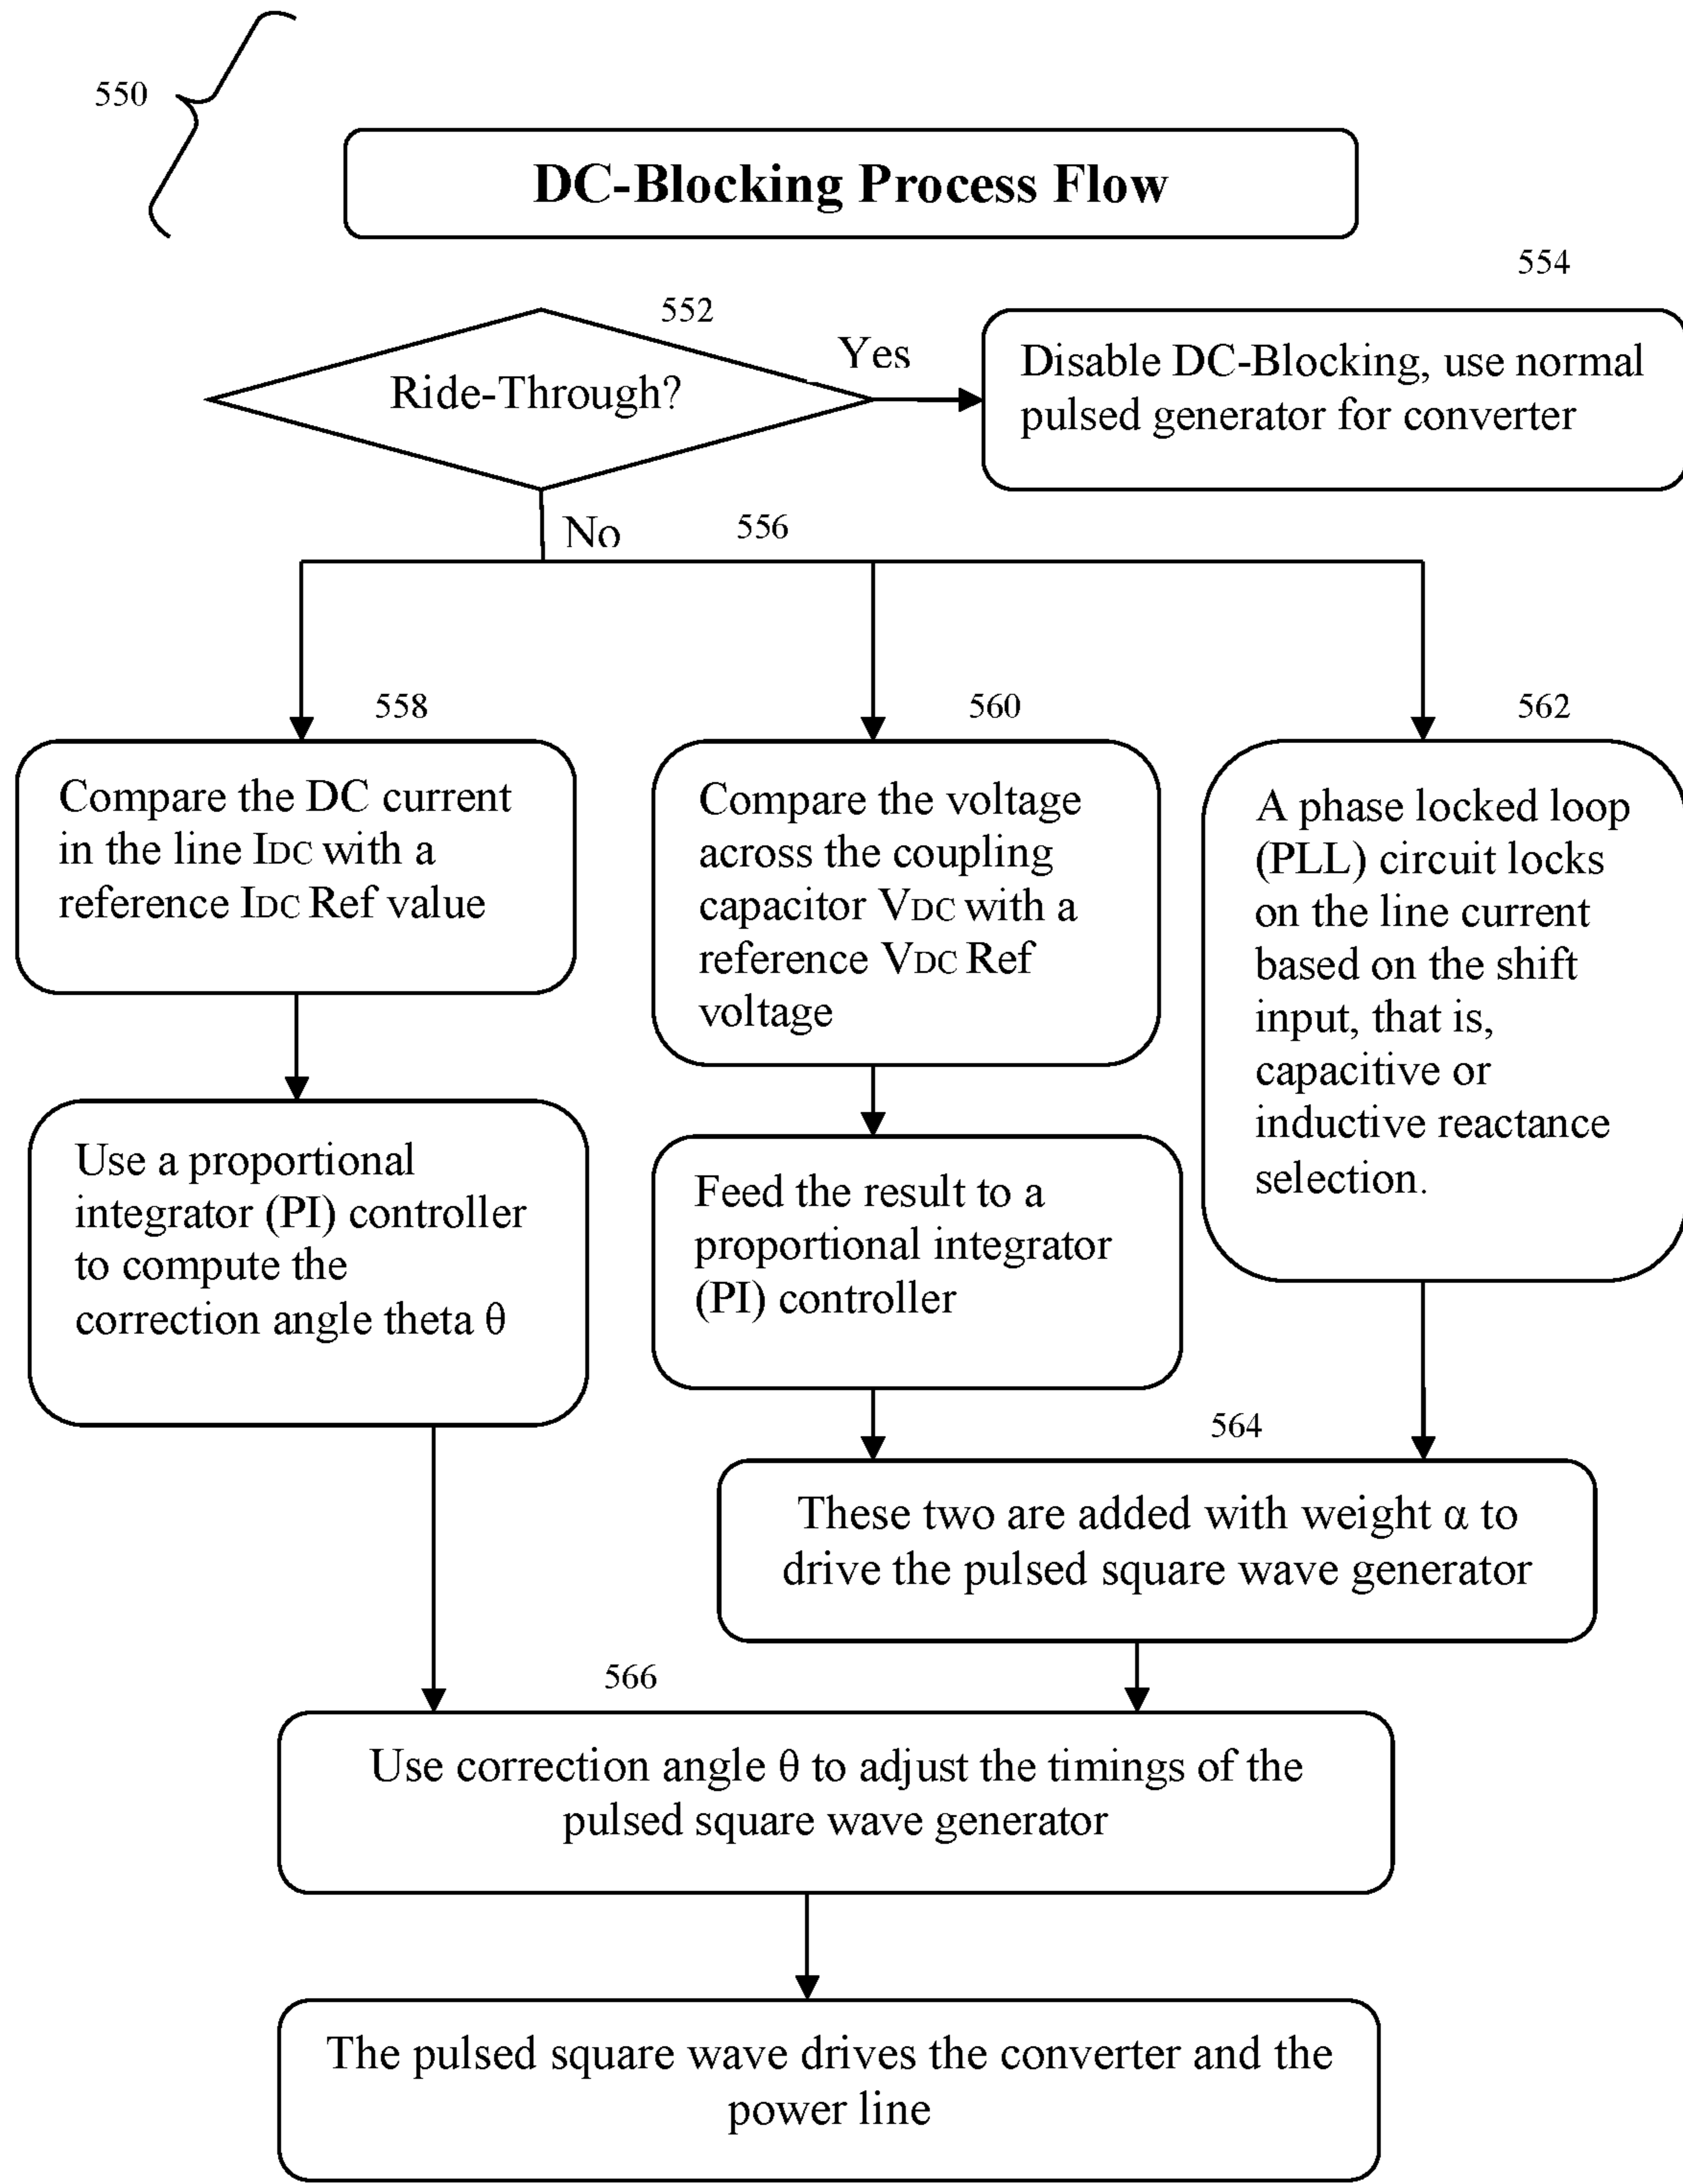 550
DC-Blocking Process Flow
552
554
Ride-Through?
Yes
Disable DC-Blocking, use normal
pulsed generator for converter
No
556
558
Compare the DC current
in the line IDC with a
reference IDC Ref value
560
Compare the voltage
across the coupling
capacitor VDC with a
reference VDC Ref
voltage
562
A phase locked loop
(PLL) circuit locks
on the line current
based on the shift
input, that is,
capacitive or
inductive reactance
selection.
Use a proportional
integrator (PI) controller
to compute the
correction angle theta θ
Feed the result to a
proportional integrator
(PI) controller
564
These two are added with weight α to
drive the pulsed square wave generator
566
Use correction angle θ to adjust the timings of the
pulsed square wave generator
The pulsed square wave drives the converter and the
power line